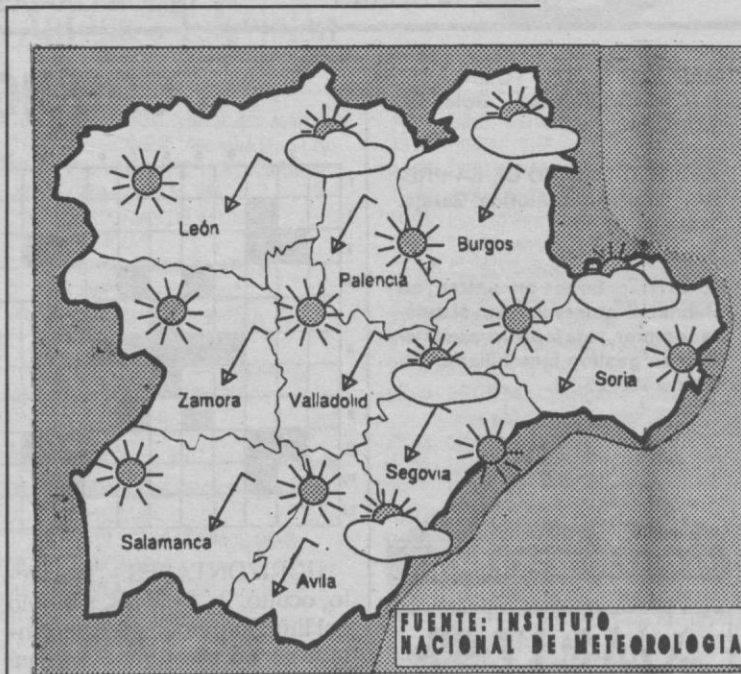 León
Burgos
Palencia
Soria
Zamora
Valladolid
Segovia
Salamanca
Avila
FUENTE: INSTITUTO
NACIONAL DE METEOROLOGIA